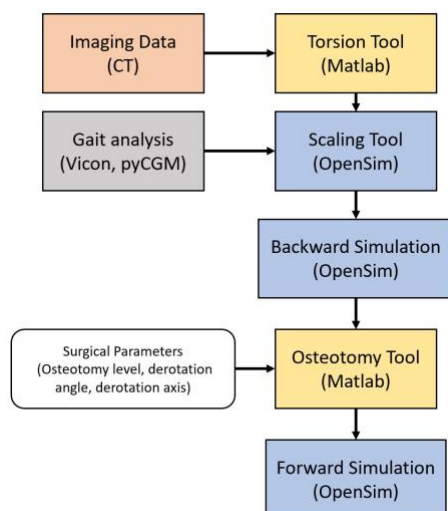 Imaging Data
(CT)
Torsion Tool
(Matlab)
Gait analysis
(Vicon, pyCGM)
Scaling Tool
(OpenSim)
Backward Simulation
(OpenSim)
Surgical Parameters
(Osteotomy level, derotation
angle, derotation axis)
Osteotomy Tool
(Matlab)
Forward Simulation
(OpenSim)